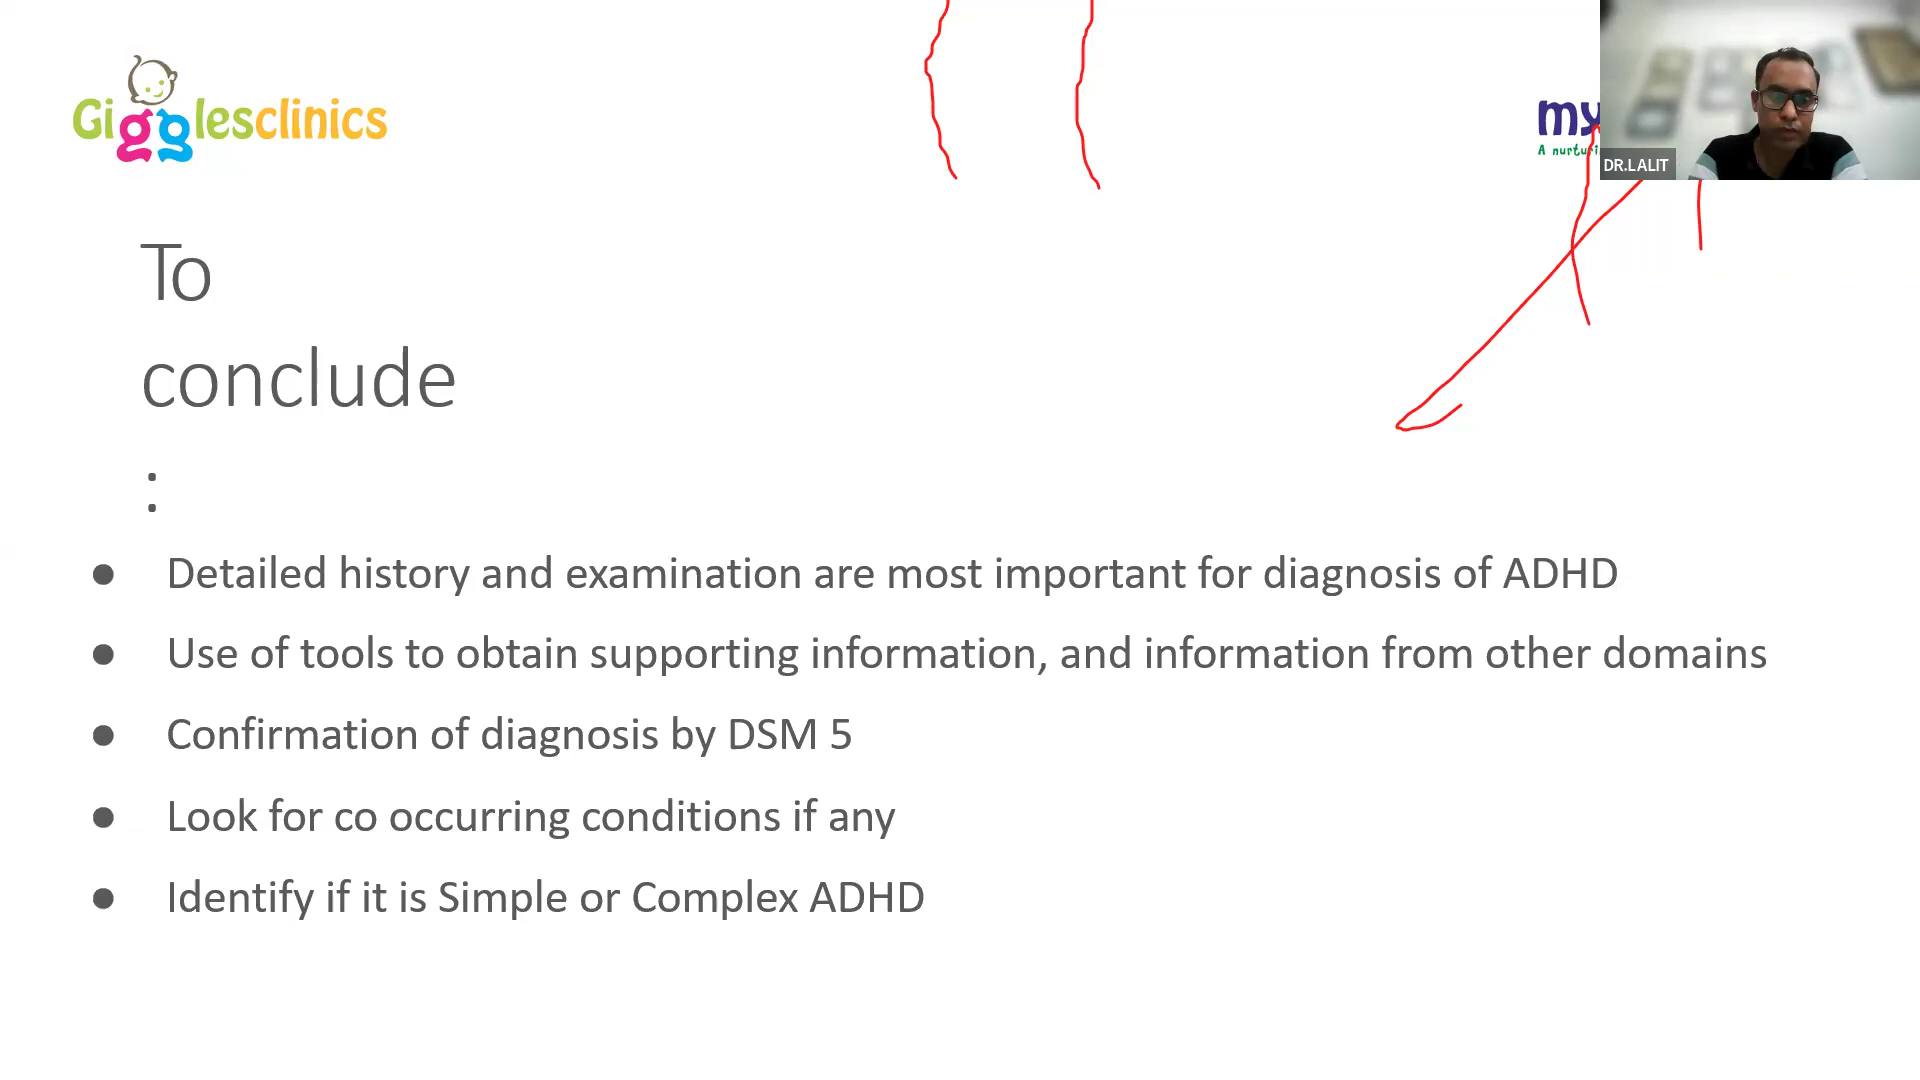 Gigglesclinics
my
A nurturi
DR.LALIT
To
conclude
:
● Detailed history and examination are most important for diagnosis of ADHD
● Use of tools to obtain supporting information, and information from other domains
● Confirmation of diagnosis by DSM 5
● Look for co occurring conditions if any
● Identify if it is Simple or Complex ADHD